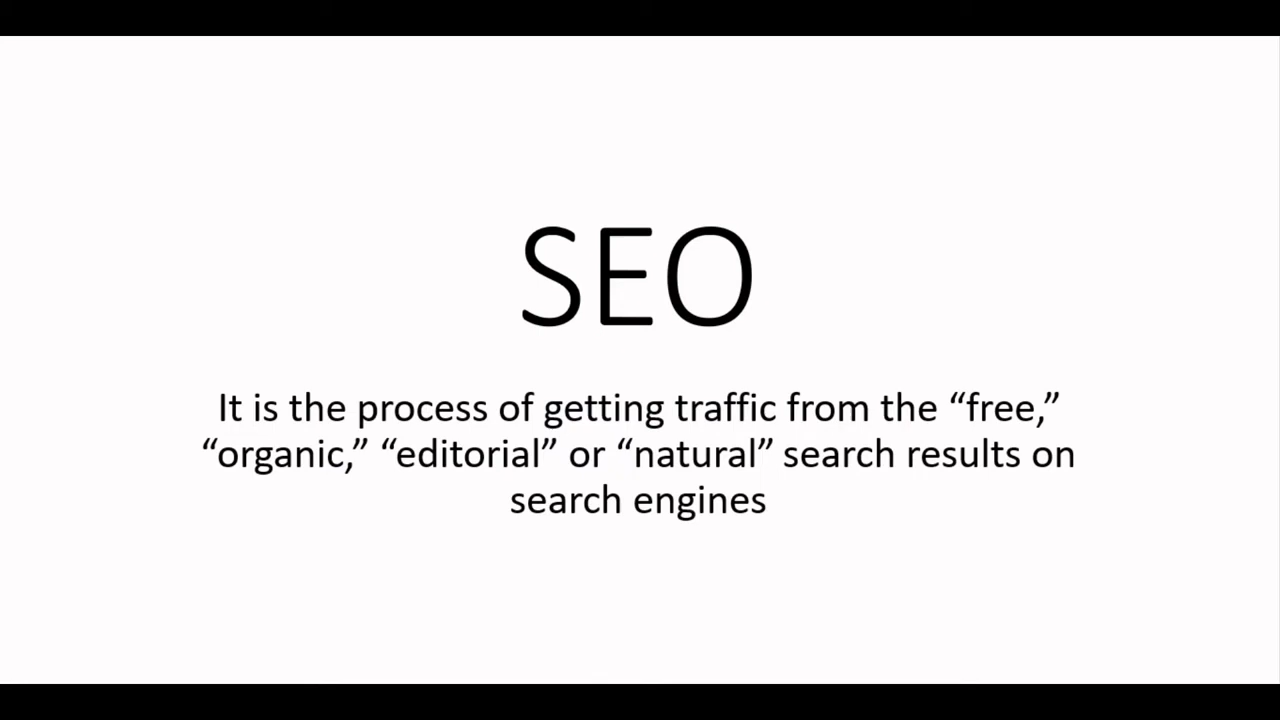 SEO
It is the process of getting traffic from the “free,”
“organic,” “editorial” or “natural” search results on
search engines